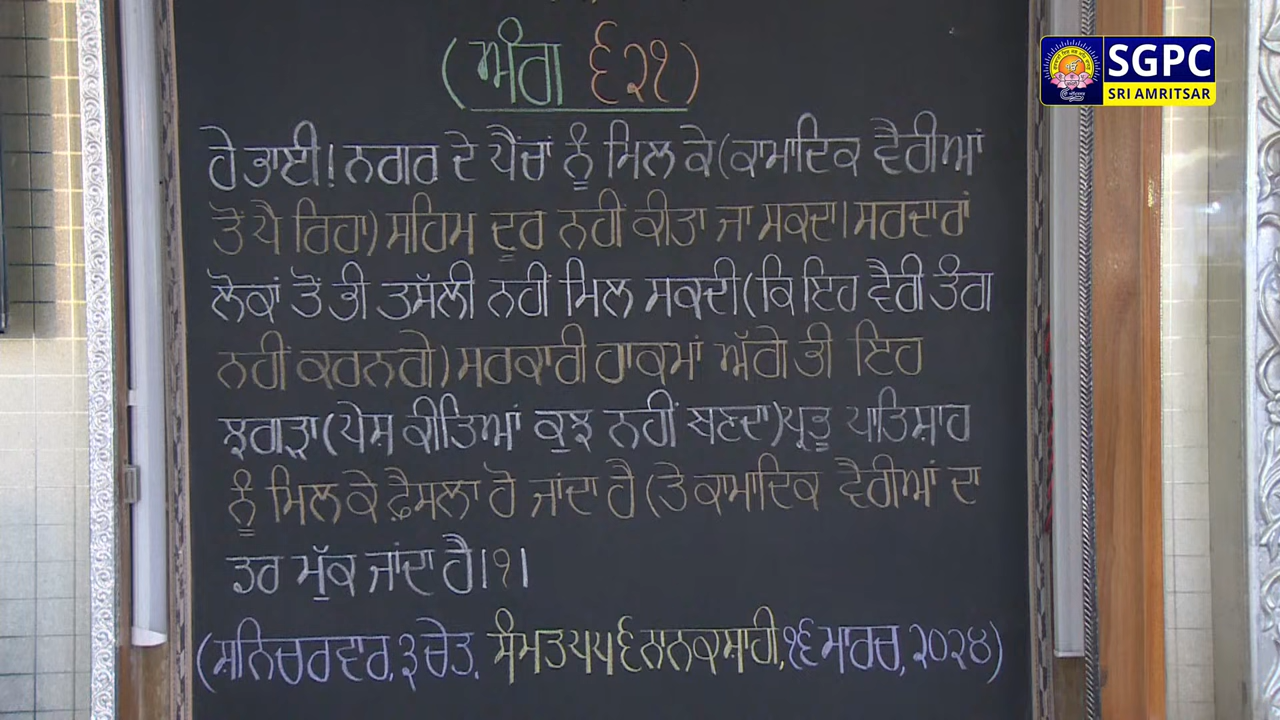 (ਅੰਗ ੬੨੧)
ਹੇ ਭਾਈ! ਨਗਰ ਦੇ ਪੈਂਚਾਂ ਨੂੰ ਮਿਲ ਕੇ (ਕਾਮਾਦਿਕ ਵੈਰੀਆਂ
ਤੋਂ ਪੈ ਰਿਹਾ) ਸਹਿਮ ਦੂਰ ਨਹੀਂ ਕੀਤਾ ਜਾ ਸਕਦਾ। ਸਰਦਾਰਾਂ
ਲੋਕਾਂ ਤੋਂ ਭੀ ਤਸੱਲੀ ਨਹੀਂ ਮਿਲ ਸਕਦੀ (ਕਿ ਇਹ ਵੈਰੀ ਤੰਗ
ਨਹੀਂ ਕਰਨਗੇ) ਸਰਕਾਰੀ ਹਾਕਮਾਂ ਅੱਗੇ ਭੀ ਇਹ
ਝਗੜਾ (ਪੇਸ਼ ਕੀਤਿਆਂ ਕੁਝ ਨਹੀਂ ਬਣਦਾ) ਪ੍ਰਭੂ ਪਾਤਿਸ਼ਾਹ
ਨੂੰ ਮਿਲ ਕੇ ਫ਼ੈਸਲਾ ਹੋ ਜਾਂਦਾ ਹੈ (ਤੇ ਕਾਮਾਦਿਕ ਵੈਰੀਆਂ ਦਾ
ਡਰ ਮੁੱਕ ਜਾਂਦਾ ਹੈ।੧।
(ਸ਼ਨਿਚਰਵਾਰ, ੩ ਚੇਤ, ਸੰਮਤ ੫੫੬ ਨਾਨਕਸ਼ਾਹੀ, ੧੬ ਮਾਰਚ, ੨੦੨੪)
SGPC
SRI AMRITSAR